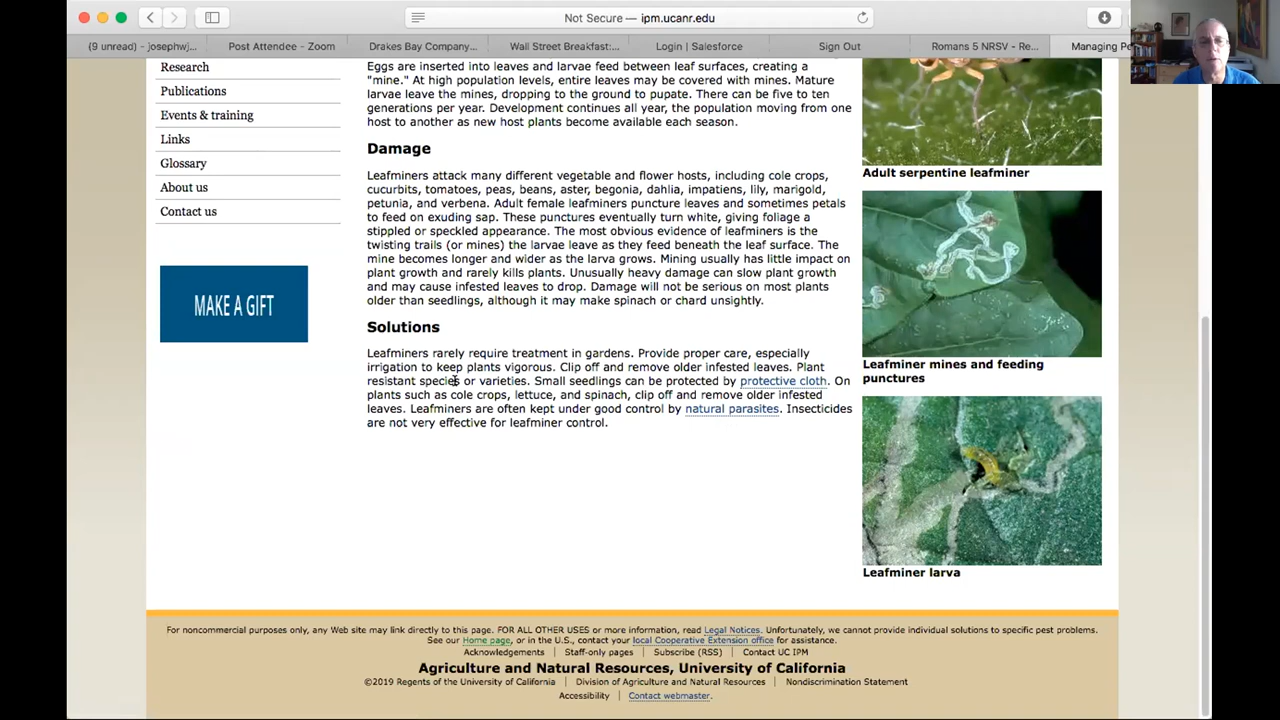 Not Secure — ipm.ucanr.edu
(9 unread) - josephwj...
Post Attendee - Zoom
Drakes Bay Company...
Wall Street Breakfast:...
Login | Salesforce
Sign Out
Romans 5 NRSV - Re...
Managing Pe
Research
Publications
Events & training
Links
Glossary
About us
Contact us
MAKE A GIFT
Eggs are inserted into leaves and larvae feed between leaf surfaces, creating a
"mine." At high population levels, entire leaves may be covered with mines. Mature
larvae leave the mines, dropping to the ground to pupate. There can be five to ten
generations per year. Development continues all year, the population moving from one
host to another as new host plants become available each season.
Damage
Leafminers attack many different vegetable and flower hosts, including cole crops,
cucurbits, tomatoes, peas, beans, aster, begonia, dahlia, impatiens, lily, marigold,
petunia, and verbena. Adult female leafminers puncture leaves and sometimes petals
to feed on exuding sap. These punctures eventually turn white, giving foliage a
stippled or speckled appearance. The most obvious evidence of leafminers is the
twisting trails (or mines) the larvae leave as they feed beneath the leaf surface. The
mine becomes longer and wider as the larva grows. Mining usually has little impact on
plant growth and rarely kills plants. Unusually heavy damage can slow plant growth
and may cause infested leaves to drop. Damage will not be serious on most plants
older than seedlings, although it may make spinach or chard unsightly.
Solutions
Leafminers rarely require treatment in gardens. Provide proper care, especially
irrigation to keep plants vigorous. Clip off and remove older infested leaves. Plant
resistant species or varieties. Small seedlings can be protected by protective cloth. On
plants such as cole crops, lettuce, and spinach, clip off and remove older infested
leaves. Leafminers are often kept under good control by natural parasites. Insecticides
are not very effective for leafminer control.
Adult serpentine leafminer
Leafminer mines and feeding
punctures
Leafminer larva
For noncommercial purposes only, any Web site may link directly to this page. FOR ALL OTHER USES or more information, read Legal Notices. Unfortunately, we cannot provide individual solutions to specific pest problems.
See our Home page, or in the U.S., contact your local Cooperative Extension office for assistance.
Acknowledgements | Staff-only pages | Subscribe (RSS) | Contact UC IPM
Agriculture and Natural Resources, University of California
©2019 Regents of the University of California | Division of Agriculture and Natural Resources | Nondiscrimination Statement
Accessibility | Contact webmaster.